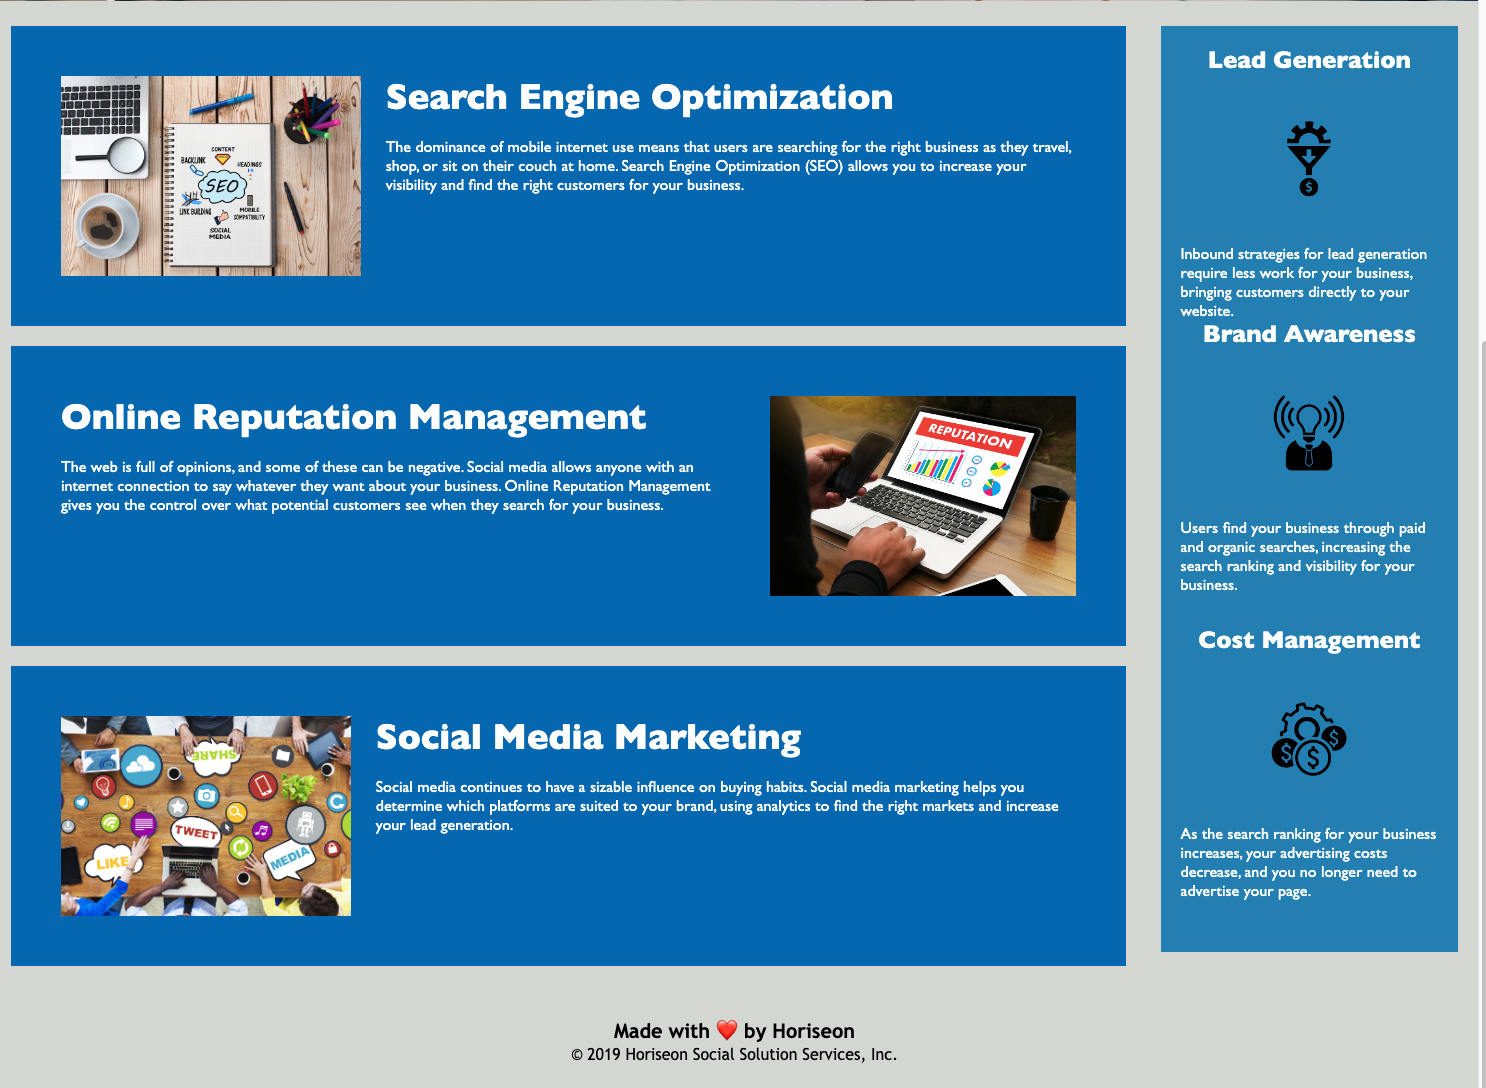 Search Engine Optimization
The dominance of mobile internet use means that users are searching for the right business as they travel,
shop, or sit on their couch at home. Search Engine Optimization (SEO) allows you to increase your
visibility and find the right customers for your business.
CONTENT
BACKLINK
HEADINGS
SEO
LINK BUILDING
MOBILE
COMPATIBILITY
SOCIAL
MEDIA
Online Reputation Management
The web is full of opinions, and some of these can be negative. Social media allows anyone with an
internet connection to say whatever they want about your business. Online Reputation Management
gives you the control over what potential customers see when they search for your business.
REPUTATION
Social Media Marketing
Social media continues to have a sizable influence on buying habits. Social media marketing helps you
determine which platforms are suited to your brand, using analytics to find the right markets and increase
your lead generation.
SHARE
TWEET
LIKE
MEDIA
Lead Generation
$
Inbound strategies for lead generation
require less work for your business,
bringing customers directly to your
website.
Brand Awareness
Users find your business through paid
and organic searches, increasing the
search ranking and visibility for your
business.
Cost Management
$ $ $
As the search ranking for your business
increases, your advertising costs
decrease, and you no longer need to
advertise your page.
Made with ❤️ by Horiseon
© 2019 Horiseon Social Solution Services, Inc.